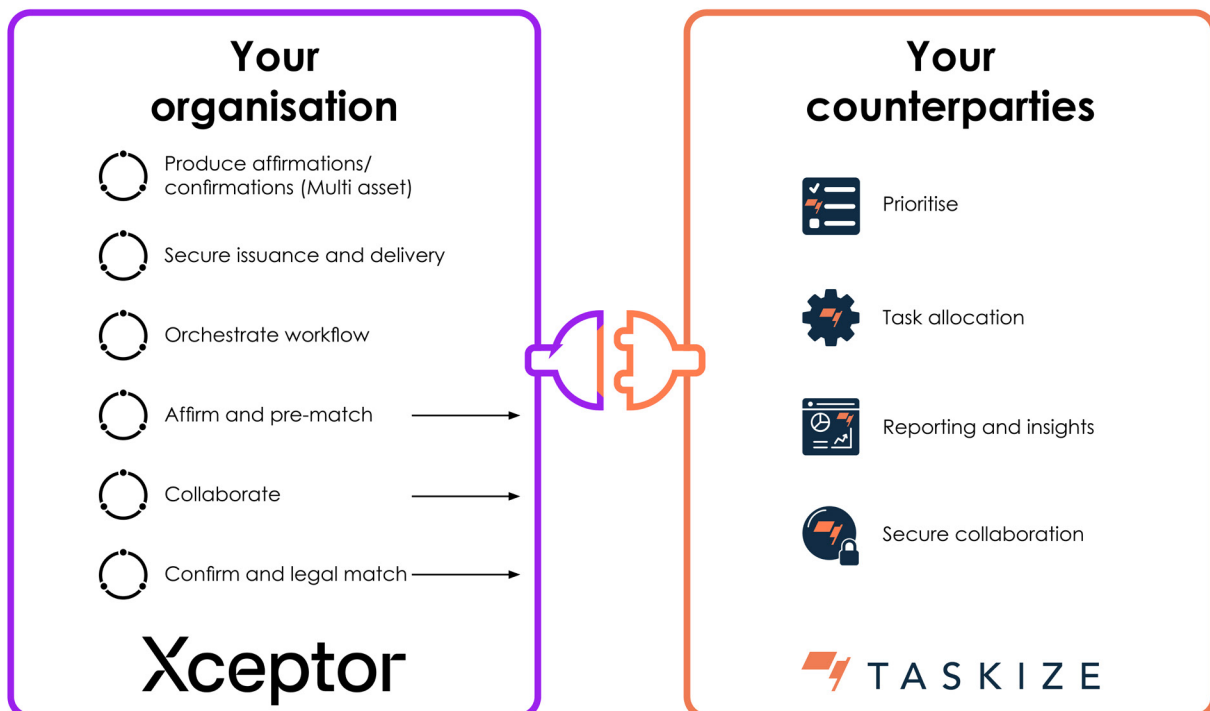 Your
organisation
Produce affirmations/
confirmations (Multi asset)
Secure issuance and delivery
Orchestrate workflow
Affirm and pre-match
Collaborate
Confirm and legal match
Xceptor
Your
counterparties
Prioritise
Task allocation
Reporting and insights
Secure collaboration
TASKIZE